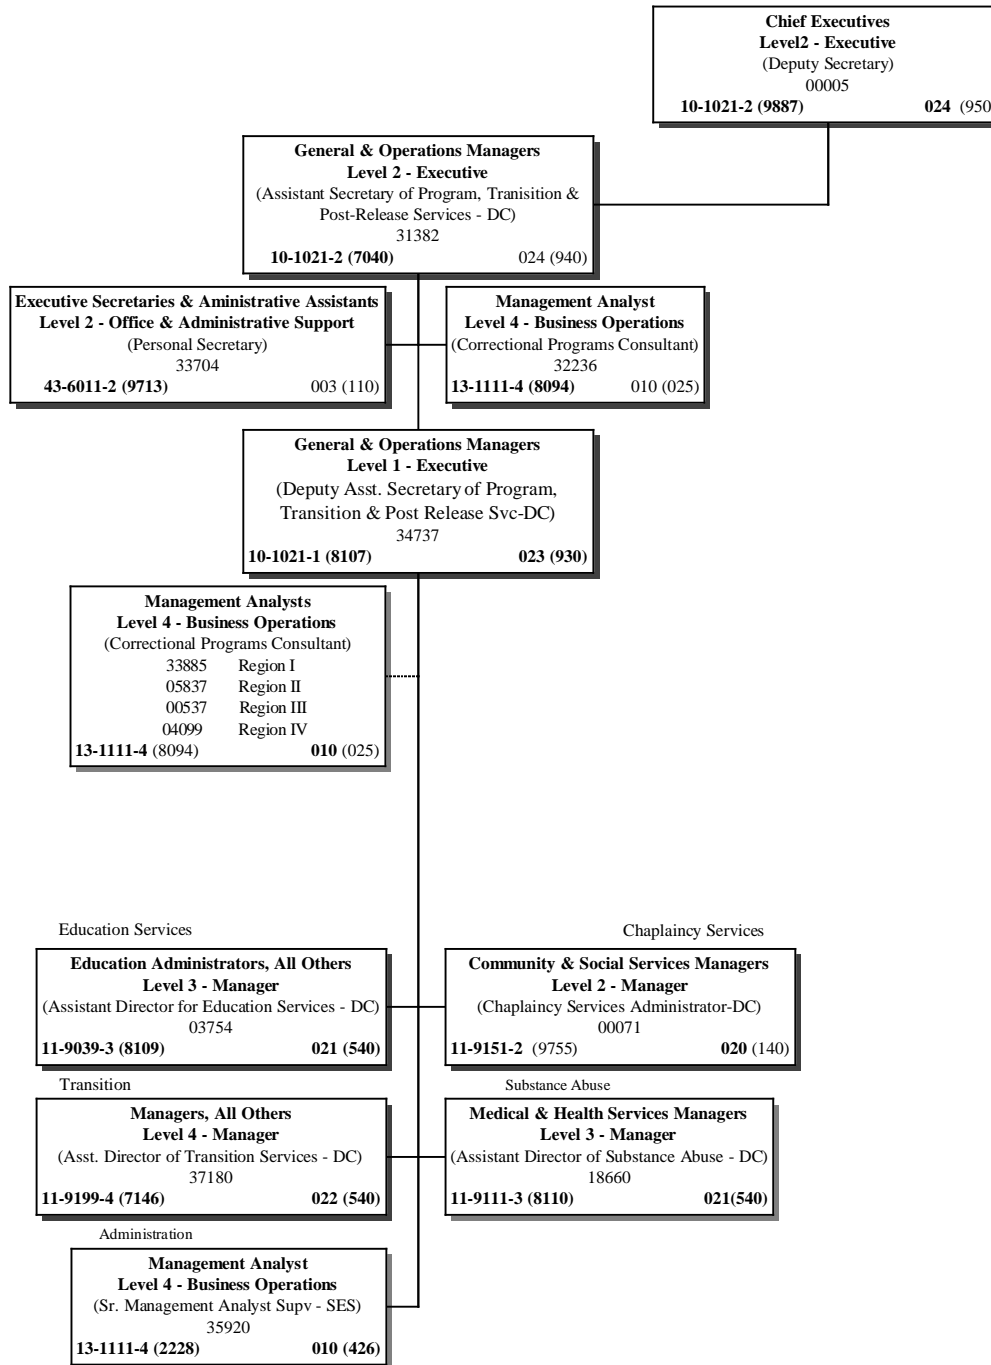 Chief Executives
Level2 - Executive
(Deputy Secretary)
00005
10-1021-2 (9887) 024 (950
General & Operations Managers
Level 2 - Executive
(Assistant Secretary of Program, Tranisition &
Post-Release Services - DC)
31382
10-1021-2 (7040) 024 (940)
Executive Secretaries & Aministrative Assistants
Level 2 - Office & Administrative Support
(Personal Secretary)
33704
43-6011-2 (9713) 003 (110)
Management Analyst
Level 4 - Business Operations
(Correctional Programs Consultant)
32236
13-1111-4 (8094) 010 (025)
General & Operations Managers
Level 1 - Executive
(Deputy Asst. Secretary of Program,
Transition & Post Release Svc-DC)
34737
10-1021-1 (8107) 023 (930)
Management Analysts
Level 4 - Business Operations
(Correctional Programs Consultant)
33885 Region I
05837 Region II
00537 Region III
04099 Region IV
13-1111-4 (8094) 010 (025)
Education Services
Education Administrators, All Others
Level 3 - Manager
(Assistant Director for Education Services - DC)
03754
11-9039-3 (8109) 021 (540)
Chaplaincy Services
Community & Social Services Managers
Level 2 - Manager
(Chaplaincy Services Administrator-DC)
00071
11-9151-2 (9755) 020 (140)
Transition
Managers, All Others
Level 4 - Manager
(Asst. Director of Transition Services - DC)
37180
11-9199-4 (7146) 022 (540)
Substance Abuse
Medical & Health Services Managers
Level 3 - Manager
(Assistant Director of Substance Abuse - DC)
18660
11-9111-3 (8110) 021(540)
Administration
Management Analyst
Level 4 - Business Operations
(Sr. Management Analyst Supv - SES)
35920
13-1111-4 (2228) 010 (426)